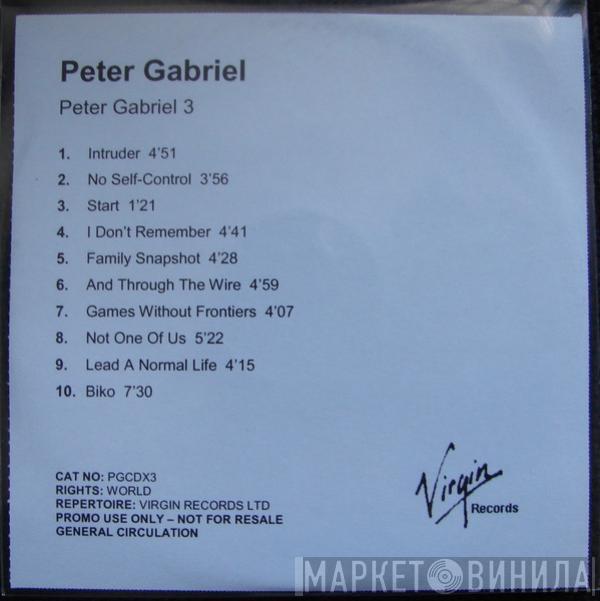 Peter Gabriel
Peter Gabriel 3
1. Intruder 4'51
2. No Self-Control 3'56
3. Start 1'21
4. I Don't Remember 4'41
5. Family Snapshot 4'28
6. And Through The Wire 4'59
7. Games Without Frontiers 4'07
8. Not One Of Us 5'22
9. Lead A Normal Life 4'15
10. Biko 7'30
CAT NO: PGCDX3
RIGHTS: WORLD
REPERTOIRE: VIRGIN RECORDS LTD
PROMO USE ONLY – NOT FOR RESALE
GENERAL CIRCULATION
Virgin
Records
МАРКЕТ ВИНИЛА